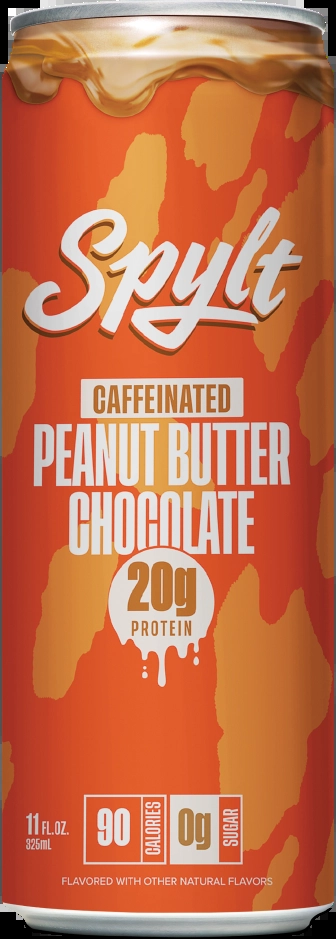 Spylt
CAFFEINATED
PEANUT BUTTER
CHOCOLATE
20g
PROTEIN
11 FL.OZ.
325mL
90 CALORIES
0g SUGAR
FLAVORED WITH OTHER NATURAL FLAVORS